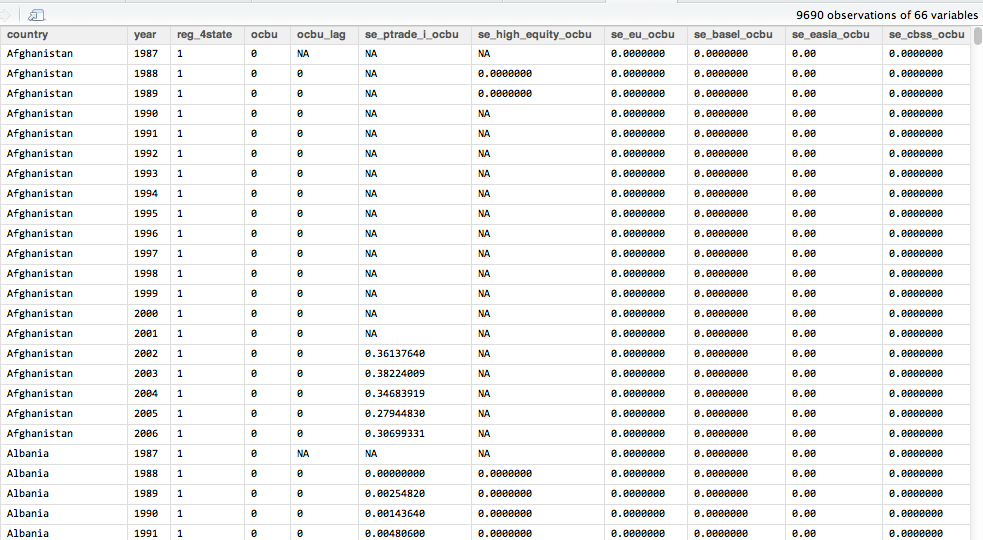 9690 observations of 66 variables
country year reg_4state ocbu ocbu_lag se_ptrade_i_ocbu se_high_equity_ocbu se_eu_ocbu se_basel_ocbu se_easia_ocbu se_cbss_ocbu
Afghanistan 1987 1 0 NA NA NA 0.0000000 0.0000000 0.00 0.0000000
Afghanistan 1988 1 0 0 NA 0.0000000 0.0000000 0.0000000 0.00 0.0000000
Afghanistan 1989 1 0 0 NA 0.0000000 0.0000000 0.0000000 0.00 0.0000000
Afghanistan 1990 1 0 0 NA NA 0.0000000 0.0000000 0.00 0.0000000
Afghanistan 1991 1 0 0 NA NA 0.0000000 0.0000000 0.00 0.0000000
Afghanistan 1992 1 0 0 NA NA 0.0000000 0.0000000 0.00 0.0000000
Afghanistan 1993 1 0 0 NA NA 0.0000000 0.0000000 0.00 0.0000000
Afghanistan 1994 1 0 0 NA NA 0.0000000 0.0000000 0.00 0.0000000
Afghanistan 1995 1 0 0 NA NA 0.0000000 0.0000000 0.00 0.0000000
Afghanistan 1996 1 0 0 NA NA 0.0000000 0.0000000 0.00 0.0000000
Afghanistan 1997 1 0 0 NA NA 0.0000000 0.0000000 0.00 0.0000000
Afghanistan 1998 1 0 0 NA NA 0.0000000 0.0000000 0.00 0.0000000
Afghanistan 1999 1 0 0 NA NA 0.0000000 0.0000000 0.00 0.0000000
Afghanistan 2000 1 0 0 NA NA 0.0000000 0.0000000 0.00 0.0000000
Afghanistan 2001 1 0 0 NA NA 0.0000000 0.0000000 0.00 0.0000000
Afghanistan 2002 1 0 0 0.36137640 NA 0.0000000 0.0000000 0.00 0.0000000
Afghanistan 2003 1 0 0 0.38224009 NA 0.0000000 0.0000000 0.00 0.0000000
Afghanistan 2004 1 0 0 0.34683919 NA 0.0000000 0.0000000 0.00 0.0000000
Afghanistan 2005 1 0 0 0.27944830 NA 0.0000000 0.0000000 0.00 0.0000000
Afghanistan 2006 1 0 0 0.30699331 NA 0.0000000 0.0000000 0.00 0.0000000
Albania 1987 1 0 NA NA NA 0.0000000 0.0000000 0.00 0.0000000
Albania 1988 1 0 0 0.00000000 0.0000000 0.0000000 0.0000000 0.00 0.0000000
Albania 1989 1 0 0 0.00254820 0.0000000 0.0000000 0.0000000 0.00 0.0000000
Albania 1990 1 0 0 0.00143640 0.0000000 0.0000000 0.0000000 0.00 0.0000000
Albania 1991 1 0 0 0.00480600 0.0000000 0.0000000 0.0000000 0.00 0.0000000